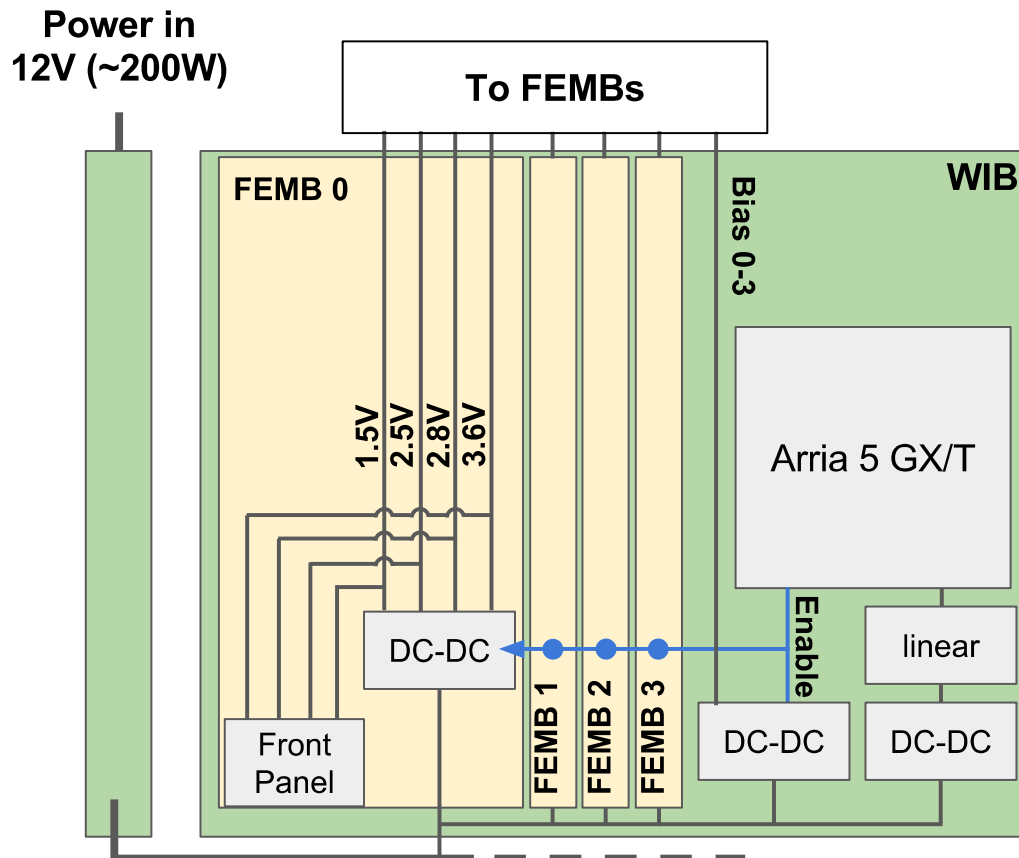 Power in
12V (~200W)
To FEMBs
FEMB 0
WIB
Bias 0-3
1.5V
2.5V
2.8V
3.6V
Arria 5 GX/T
Enable
linear
DC-DC
FEMB 1
FEMB 2
FEMB 3
DC-DC
DC-DC
Front
Panel